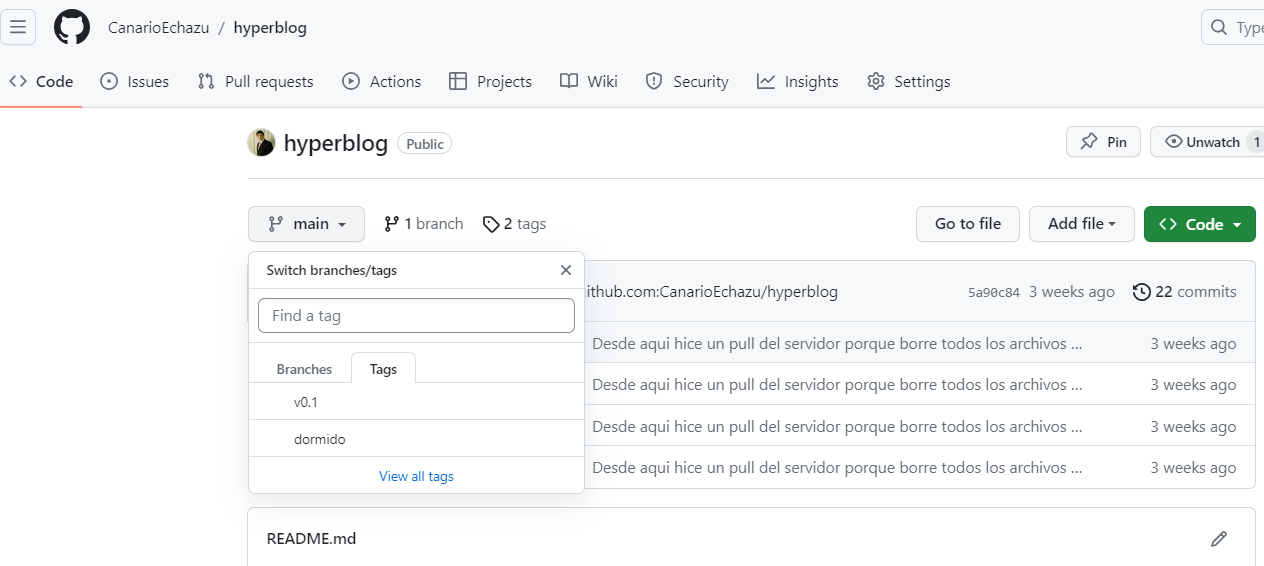 CanarioEchazu / hyperblog
Type
Code Issues Pull requests Actions Projects Wiki Security Insights Settings
hyperblog Public
Pin Unwatch 1
main 1 branch 2 tags Go to file Add file Code
Switch branches/tags
ithub.com:CanarioEchazu/hyperblog 5a90c84 3 weeks ago 22 commits
Find a tag
Desde aqui hice un pull del servidor porque borre todos los archivos ... 3 weeks ago
Branches Tags
Desde aqui hice un pull del servidor porque borre todos los archivos ... 3 weeks ago
v0.1
Desde aqui hice un pull del servidor porque borre todos los archivos ... 3 weeks ago
dormido
Desde aqui hice un pull del servidor porque borre todos los archivos ... 3 weeks ago
View all tags
README.md